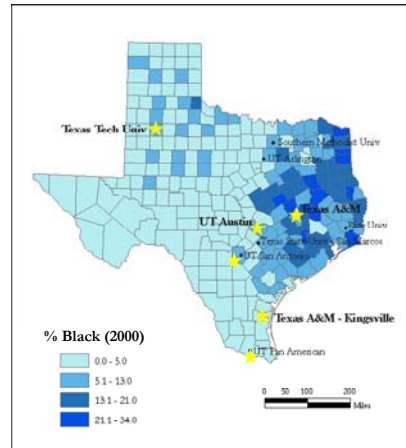 Texas Tech Univ
Southern Methodist Univ
UT Arlington
Texas A&M
UT Austin
Texas State Univ - San Marcos
UT San Antonio
Texas A&M - Kingsville
UT Pan American
% Black (2000)
0.0 - 5.0
5.1 - 13.0
13.1 - 21.0
21.1 - 34.0
0 50 100 200
Miles